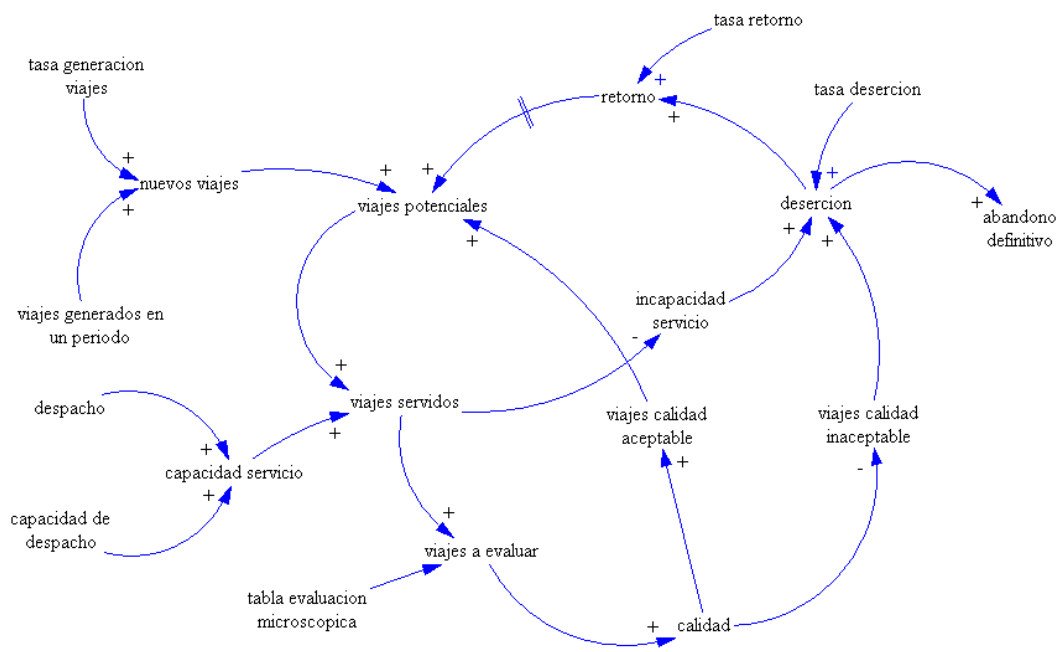 tasa retorno
tasa generacion
viajes
retorno
+
+
tasa desercion
+
+
nuevos viajes
+
+
+
viajes potenciales
+
desercion
+
+
abandono
definitivo
+
+
+
viajes generados en
un periodo
incapacidad
servicio
-
+
despacho
viajes servidos
+
viajes calidad
aceptable
+
viajes calidad
inaceptable
-
+
capacidad servicio
+
capacidad de
despacho
+
viajes a evaluar
tabla evaluacion
microscopica
+
calidad